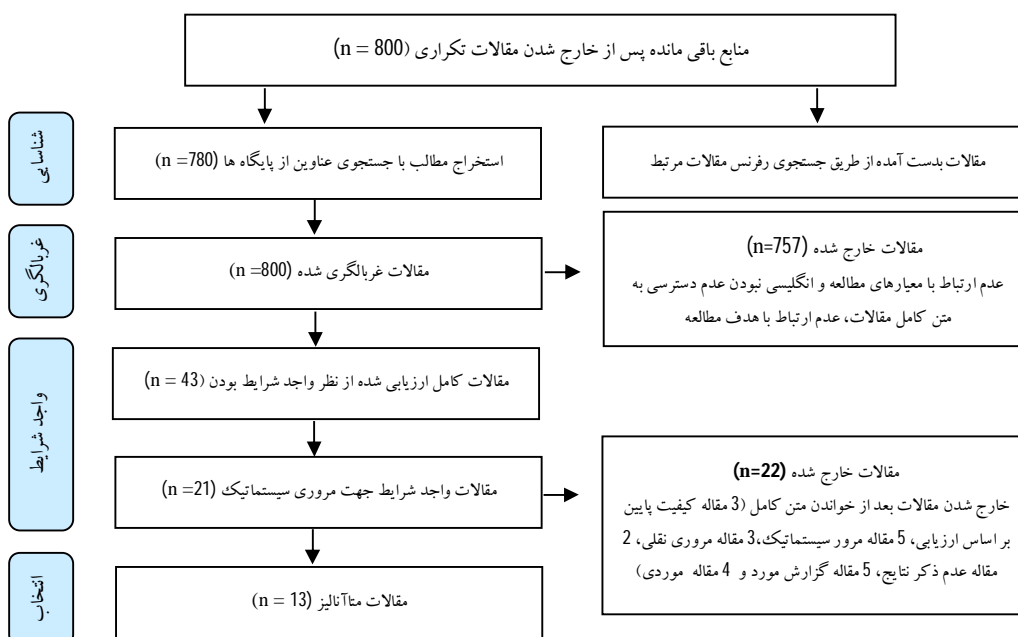 منابع باقی مانده پس از خارج شدن مقالات تکراری (n = 800)
شناسایی
استخراج مطالب با جستجوی عناوین از پایگاه ها (n =780)
مقالات بدست آمده از طریق جستجوی رفرنس مقالات مرتبط
غربالگری
مقالات غربالگری شده (n =800)
مقالات خارج شده (n=757)
عدم ارتباط با معیارهای مطالعه و انگلیسی نبودن عدم دسترسی به
متن کامل مقالات، عدم ارتباط با هدف مطالعه
واجد شرایط
مقالات کامل ارزیابی شده از نظر واجد شرایط بودن (n = 43)
مقالات واجد شرایط جهت مروری سیستماتیک (n =21)
مقالات خارج شده (n=22)
خارج شدن مقالات بعد از خواندن متن کامل (3 مقاله کیفیت پایین
بر اساس ارزیابی، 5 مقاله مرور سیستماتیک،3 مقاله مروری نقلی، 2
مقاله عدم ذکر نتایج، 5 مقاله گزارش مورد و 4 مقاله موردی)
انتخاب
مقالات متاآنالیز (n = 13)